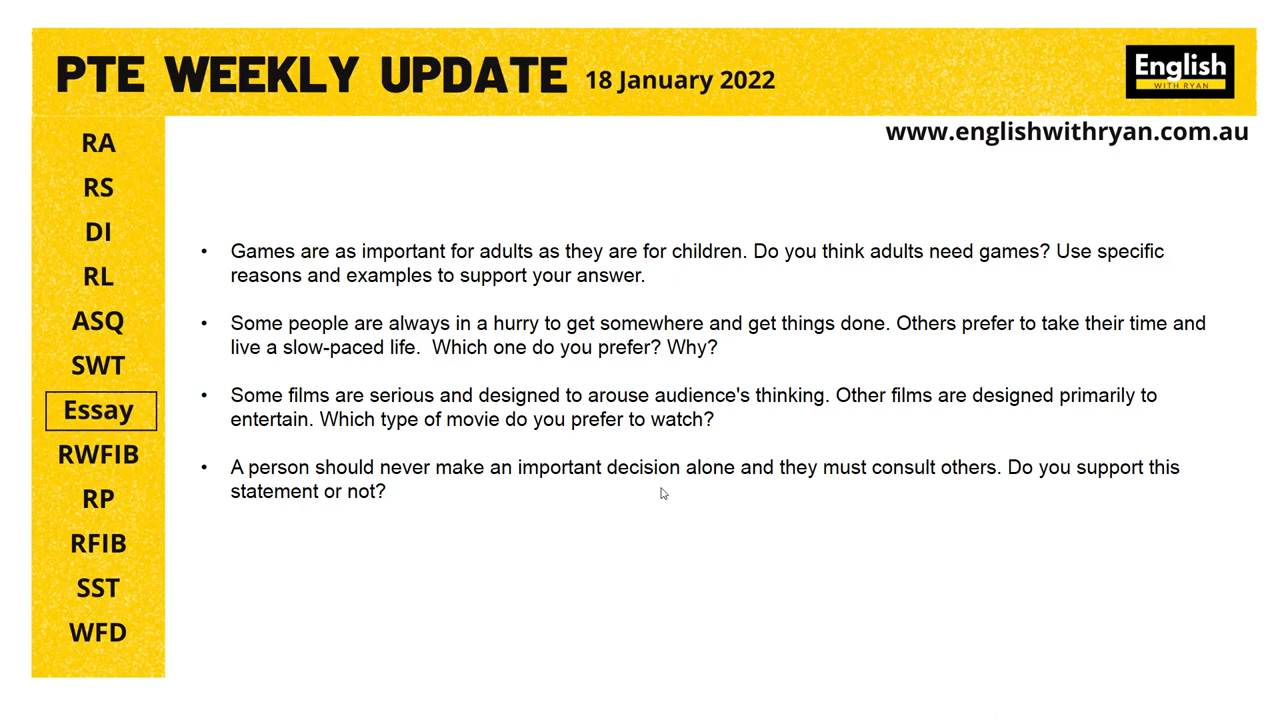 PTE WEEKLY UPDATE 18 January 2022
English
WITH RYAN
www.englishwithryan.com.au
RA
RS
DI
RL
ASQ
SWT
Essay
RWFIB
RP
RFIB
SST
WFD
• Games are as important for adults as they are for children. Do you think adults need games? Use specific
reasons and examples to support your answer.
• Some people are always in a hurry to get somewhere and get things done. Others prefer to take their time and
live a slow-paced life.  Which one do you prefer? Why?
• Some films are serious and designed to arouse audience's thinking. Other films are designed primarily to
entertain. Which type of movie do you prefer to watch?
• A person should never make an important decision alone and they must consult others. Do you support this
statement or not?